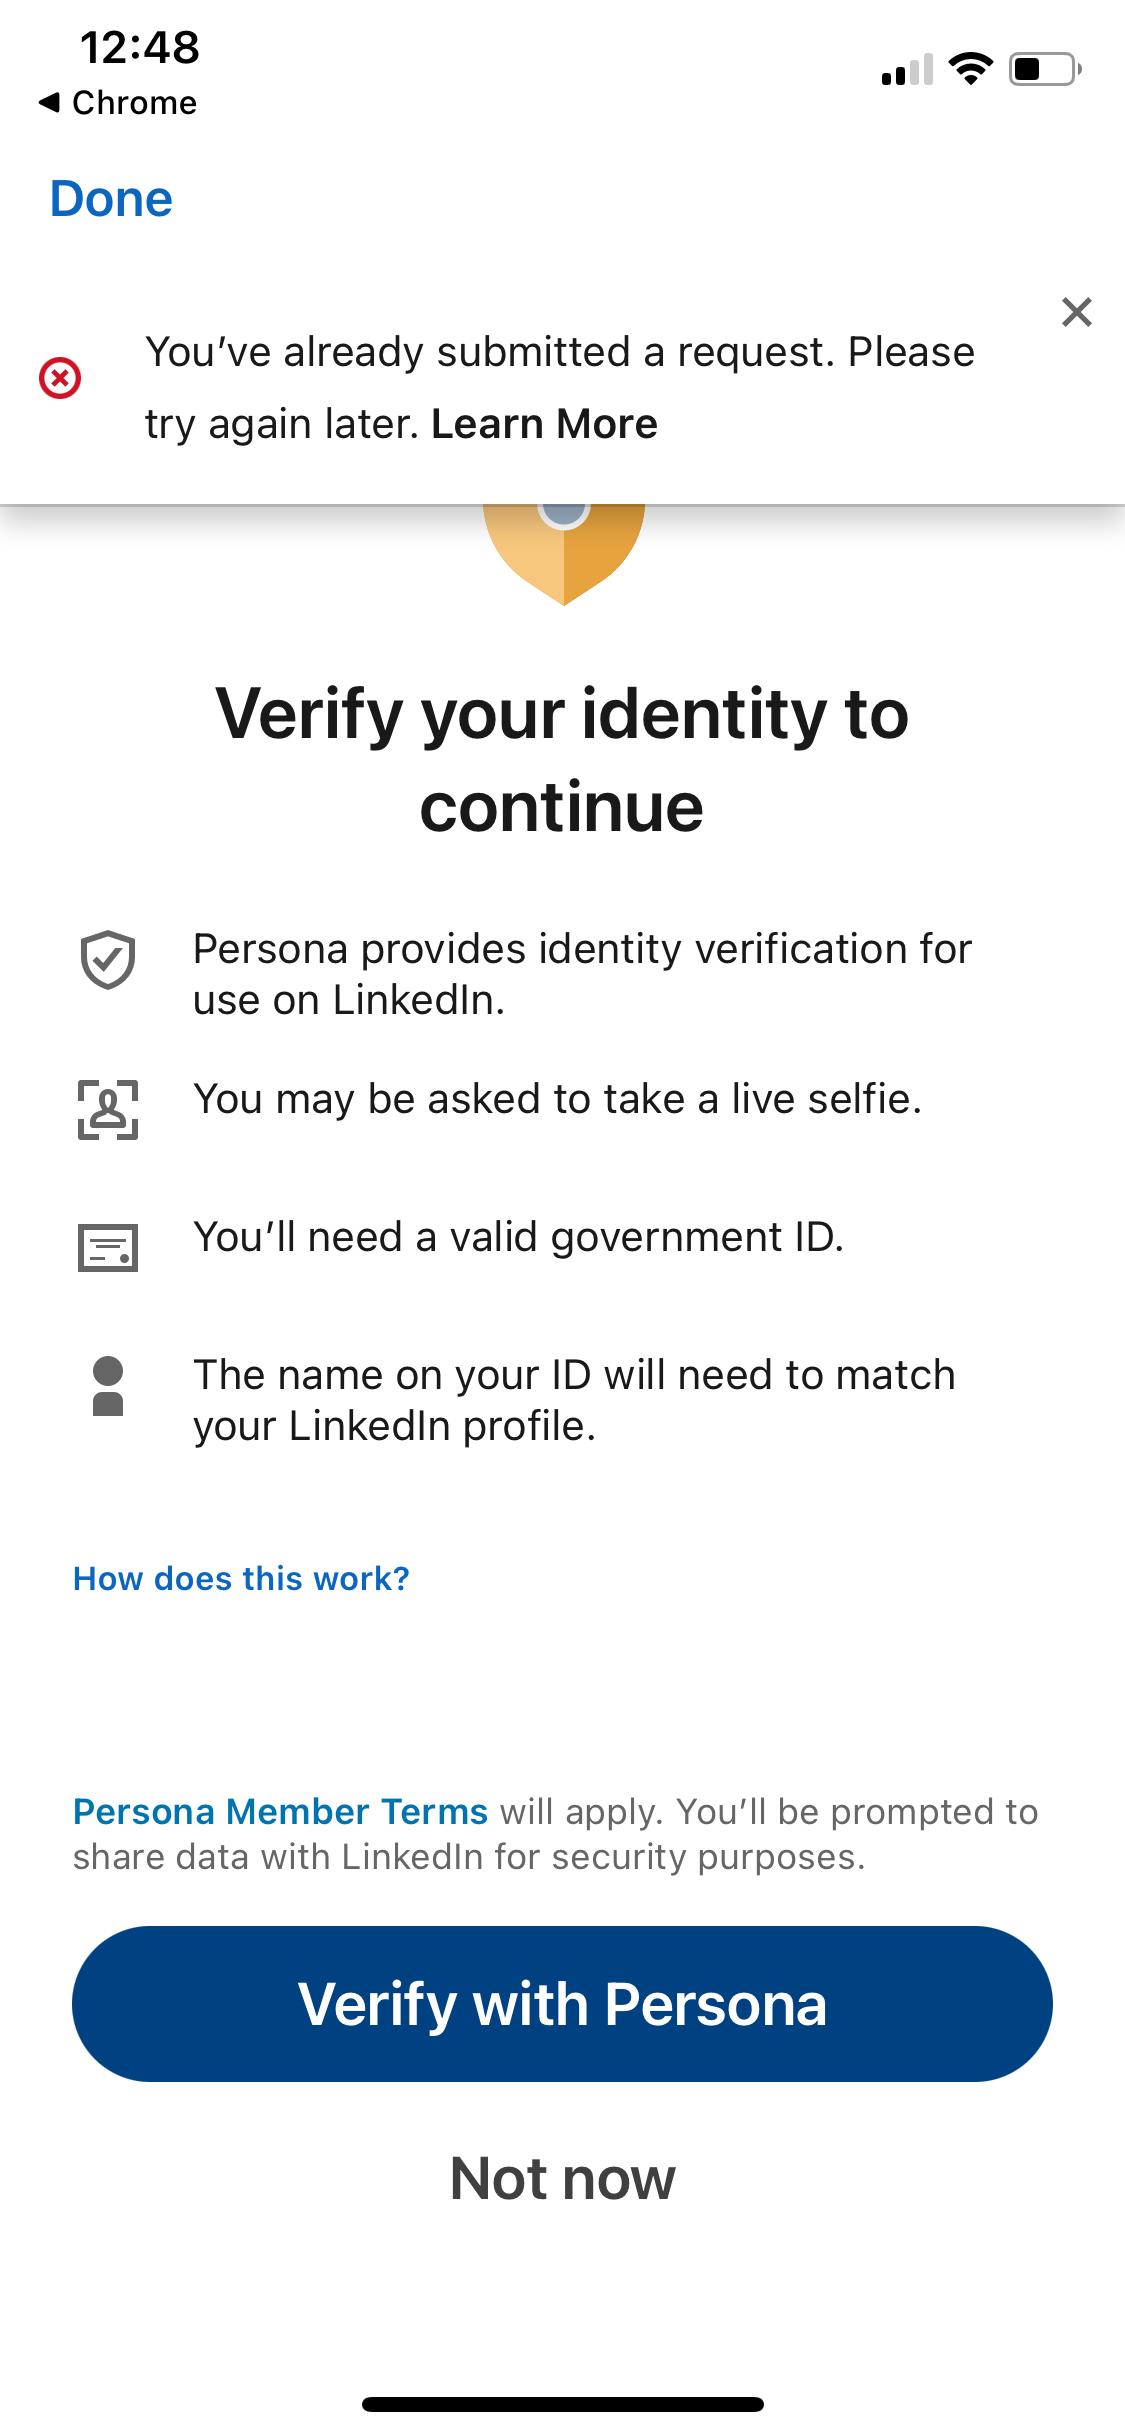 12:48
Chrome
Done
You’ve already submitted a request. Please
try again later. Learn More
Verify your identity to
continue
Persona provides identity verification for
use on LinkedIn.
You may be asked to take a live selfie.
You’ll need a valid government ID.
The name on your ID will need to match
your LinkedIn profile.
How does this work?
Persona Member Terms will apply. You’ll be prompted to
share data with LinkedIn for security purposes.
Verify with Persona
Not now